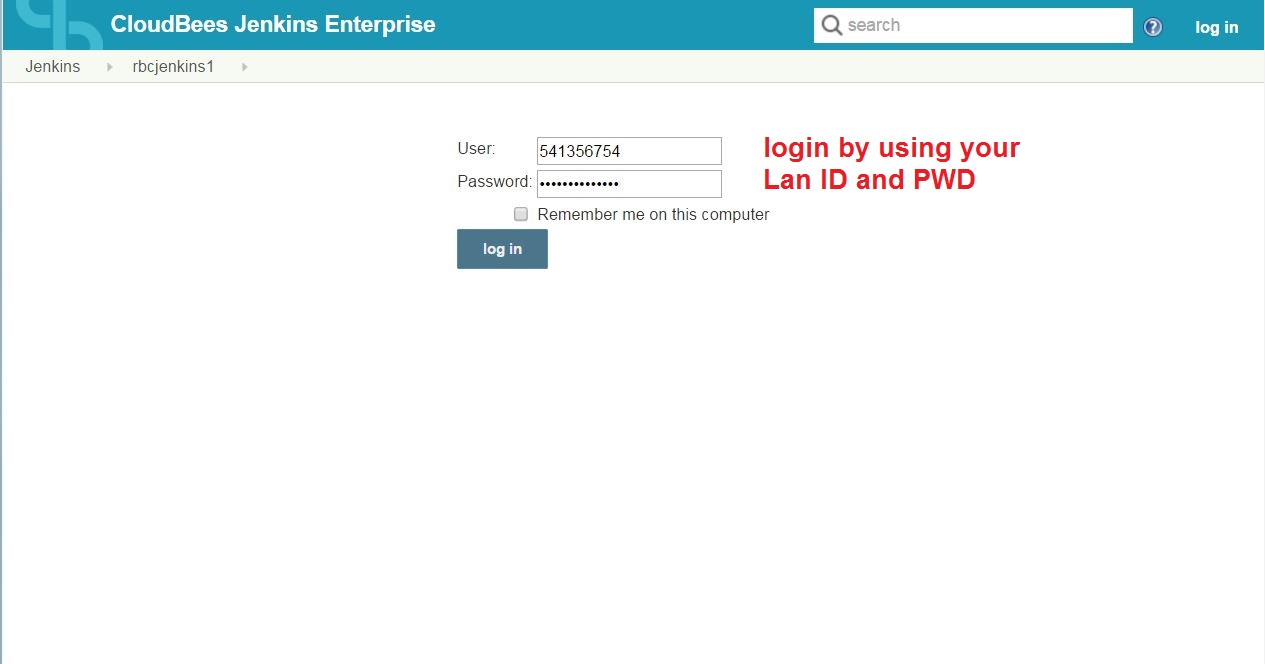 CloudBees Jenkins Enterprise
search
log in
Jenkins
rbcjenkins1
User:
541356754
login by using your
Lan ID and PWD
Password:
••••••••••••••
Remember me on this computer
log in